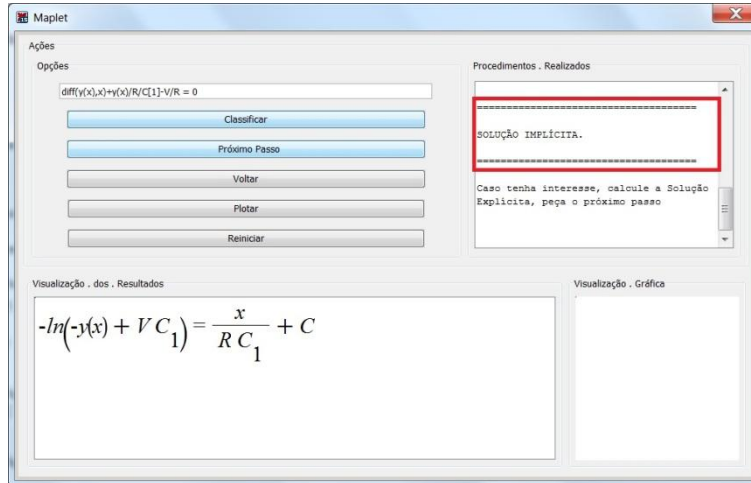 Maplet
Ações
Opções
diff(y(x),x)+y(x)/R/C[1]-V/R = 0
Classificar
Próximo Passo
Voltar
Plotar
Reiniciar
Procedimentos . Realizados
=====================================
SOLUÇÃO IMPLÍCITA.
=====================================
Caso tenha interesse, calcule a Solução
Explícita, peça o próximo passo
Visualização . dos . Resultados
-ln(-y(x) + V C₁) = x/(R C₁) + C
Visualização . Gráfica